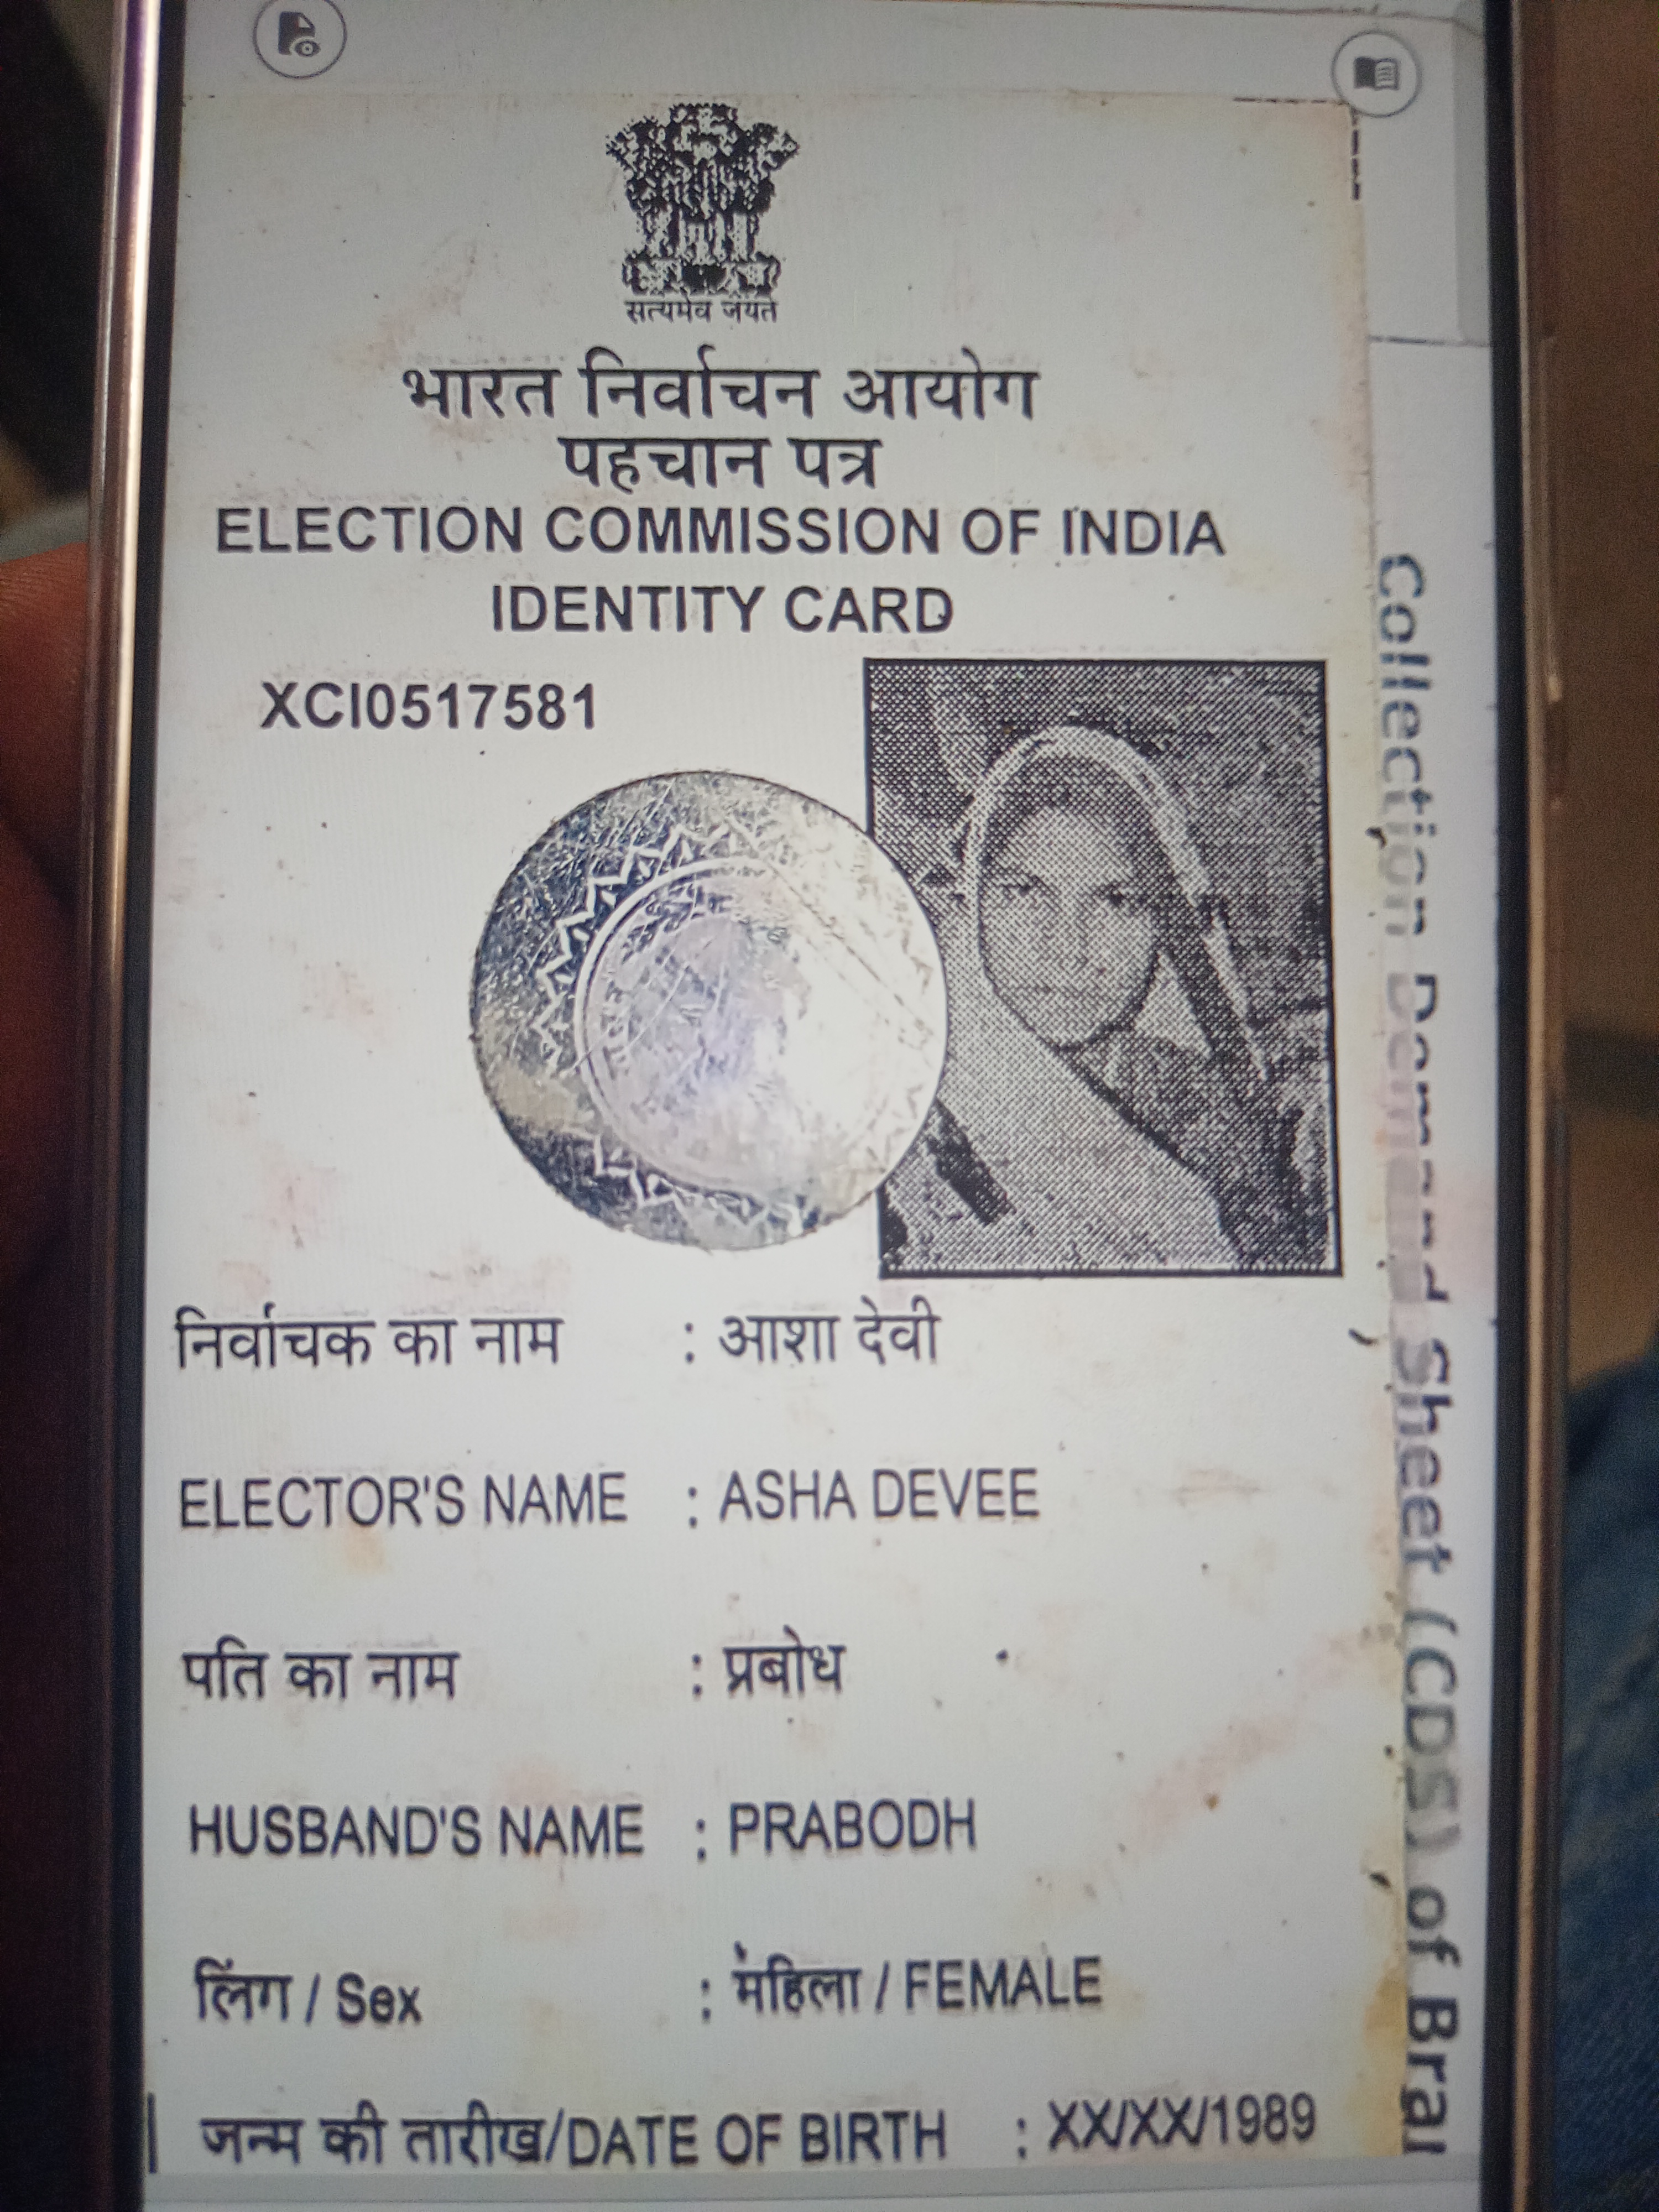 सत्यमेव जयते
भारत निर्वाचन आयोग
पहचान पत्र
ELECTION COMMISSION OF INDIA
IDENTITY CARD
XCI0517581
निर्वाचक का नाम : आशा देवी
ELECTOR'S NAME : ASHA DEVEE
पति का नाम : प्रबोध
HUSBAND'S NAME : PRABODH
लिंग / Sex : महिला / FEMALE
जन्म की तारीख/DATE OF BIRTH : XX/XX/1989
Collection Demand Sheet (CDS) of